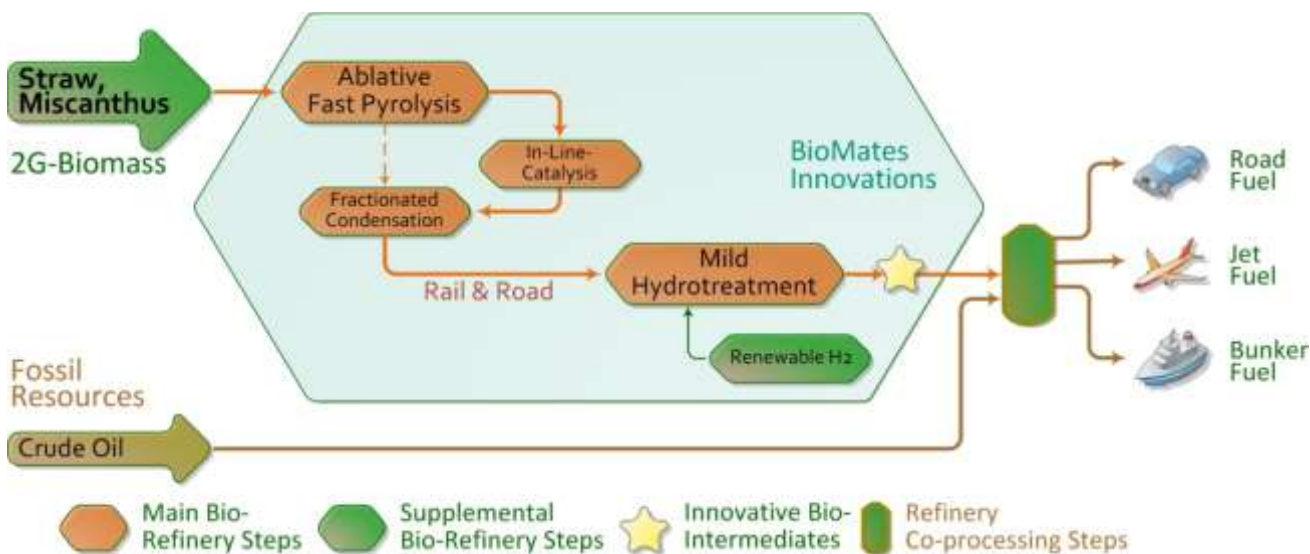 Straw,
Miscanthus
2G-Biomass
Ablative
Fast Pyrolysis
In-Line-
Catalysis
Fractionated
Condensation
Rail & Road
Mild
Hydrotreatment
Renewable H2
BioMates
Innovations
Road
Fuel
Jet
Fuel
Bunker
Fuel
Fossil
Resources
Crude Oil
Main Bio-
Refinery Steps
Supplemental
Bio-Refinery Steps
Innovative Bio-
Intermediates
Refinery
Co-processing Steps